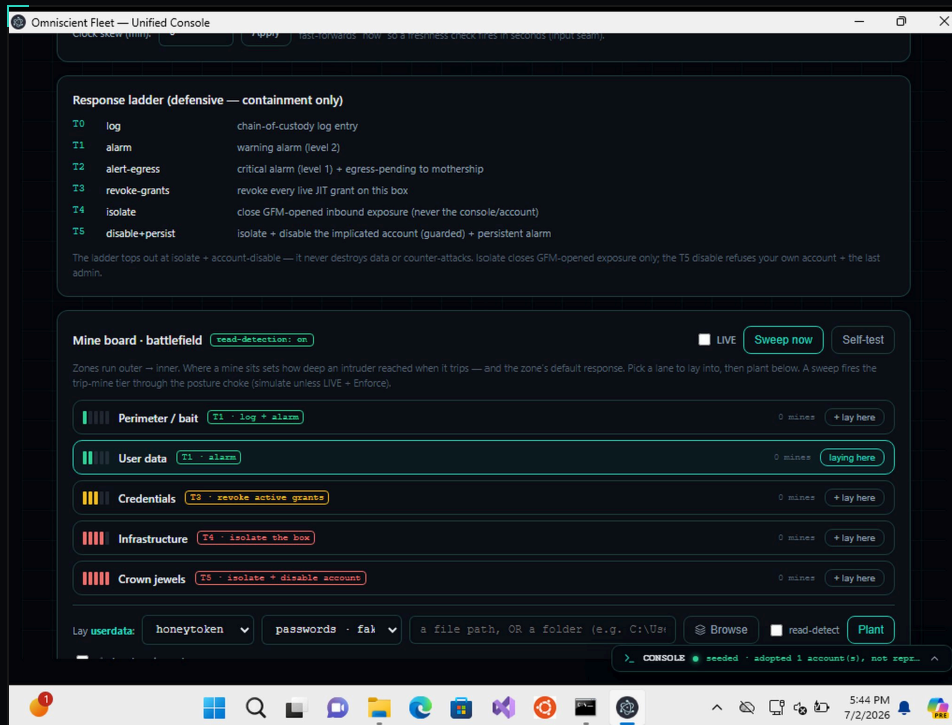 Omniscient Fleet — Unified Console
Clock skew (min):
Apply
fast-forwards "now" so a freshness check fires in seconds (input seam).
Response ladder (defensive — containment only)
T0 log chain-of-custody log entry
T1 alarm warning alarm (level 2)
T2 alert-egress critical alarm (level 1) + egress-pending to mothership
T3 revoke-grants revoke every live JIT grant on this box
T4 isolate close GFM-opened inbound exposure (never the console/account)
T5 disable+persist isolate + disable the implicated account (guarded) + persistent alarm
The ladder tops out at isolate + account-disable — it never destroys data or counter-attacks. Isolate closes GFM-opened exposure only; the T5 disable refuses your own account + the last
admin.
Mine board · battlefield read-detection: on LIVE Sweep now Self-test
Zones run outer → inner. Where a mine sits sets how deep an intruder reached when it trips — and the zone's default response. Pick a lane to lay into, then plant below. A sweep fires the
trip-mine tier through the posture choke (simulate unless LIVE + Enforce).
Perimeter / bait T1 · log + alarm 0 mines + lay here
User data T1 · alarm 0 mines laying here
Credentials T3 · revoke active grants 0 mines + lay here
Infrastructure T4 · isolate the box 0 mines + lay here
Crown jewels T5 · isolate + disable account 0 mines + lay here
Lay userdata: honeytoken passwords · fak a file path, OR a folder (e.g. C:\Use Browse read-detect Plant
>_ CONSOLE seeded · adopted 1 account(s), not repr…
1
5:44 PM
7/2/2026
PRE